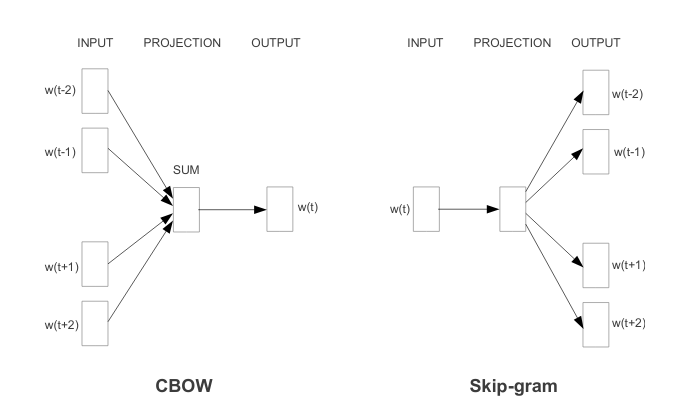 INPUT PROJECTION OUTPUT
w(t-2)
w(t-1)
SUM
w(t)
w(t+1)
w(t+2)
CBOW
INPUT PROJECTION OUTPUT
w(t-2)
w(t-1)
w(t)
w(t+1)
w(t+2)
Skip-gram